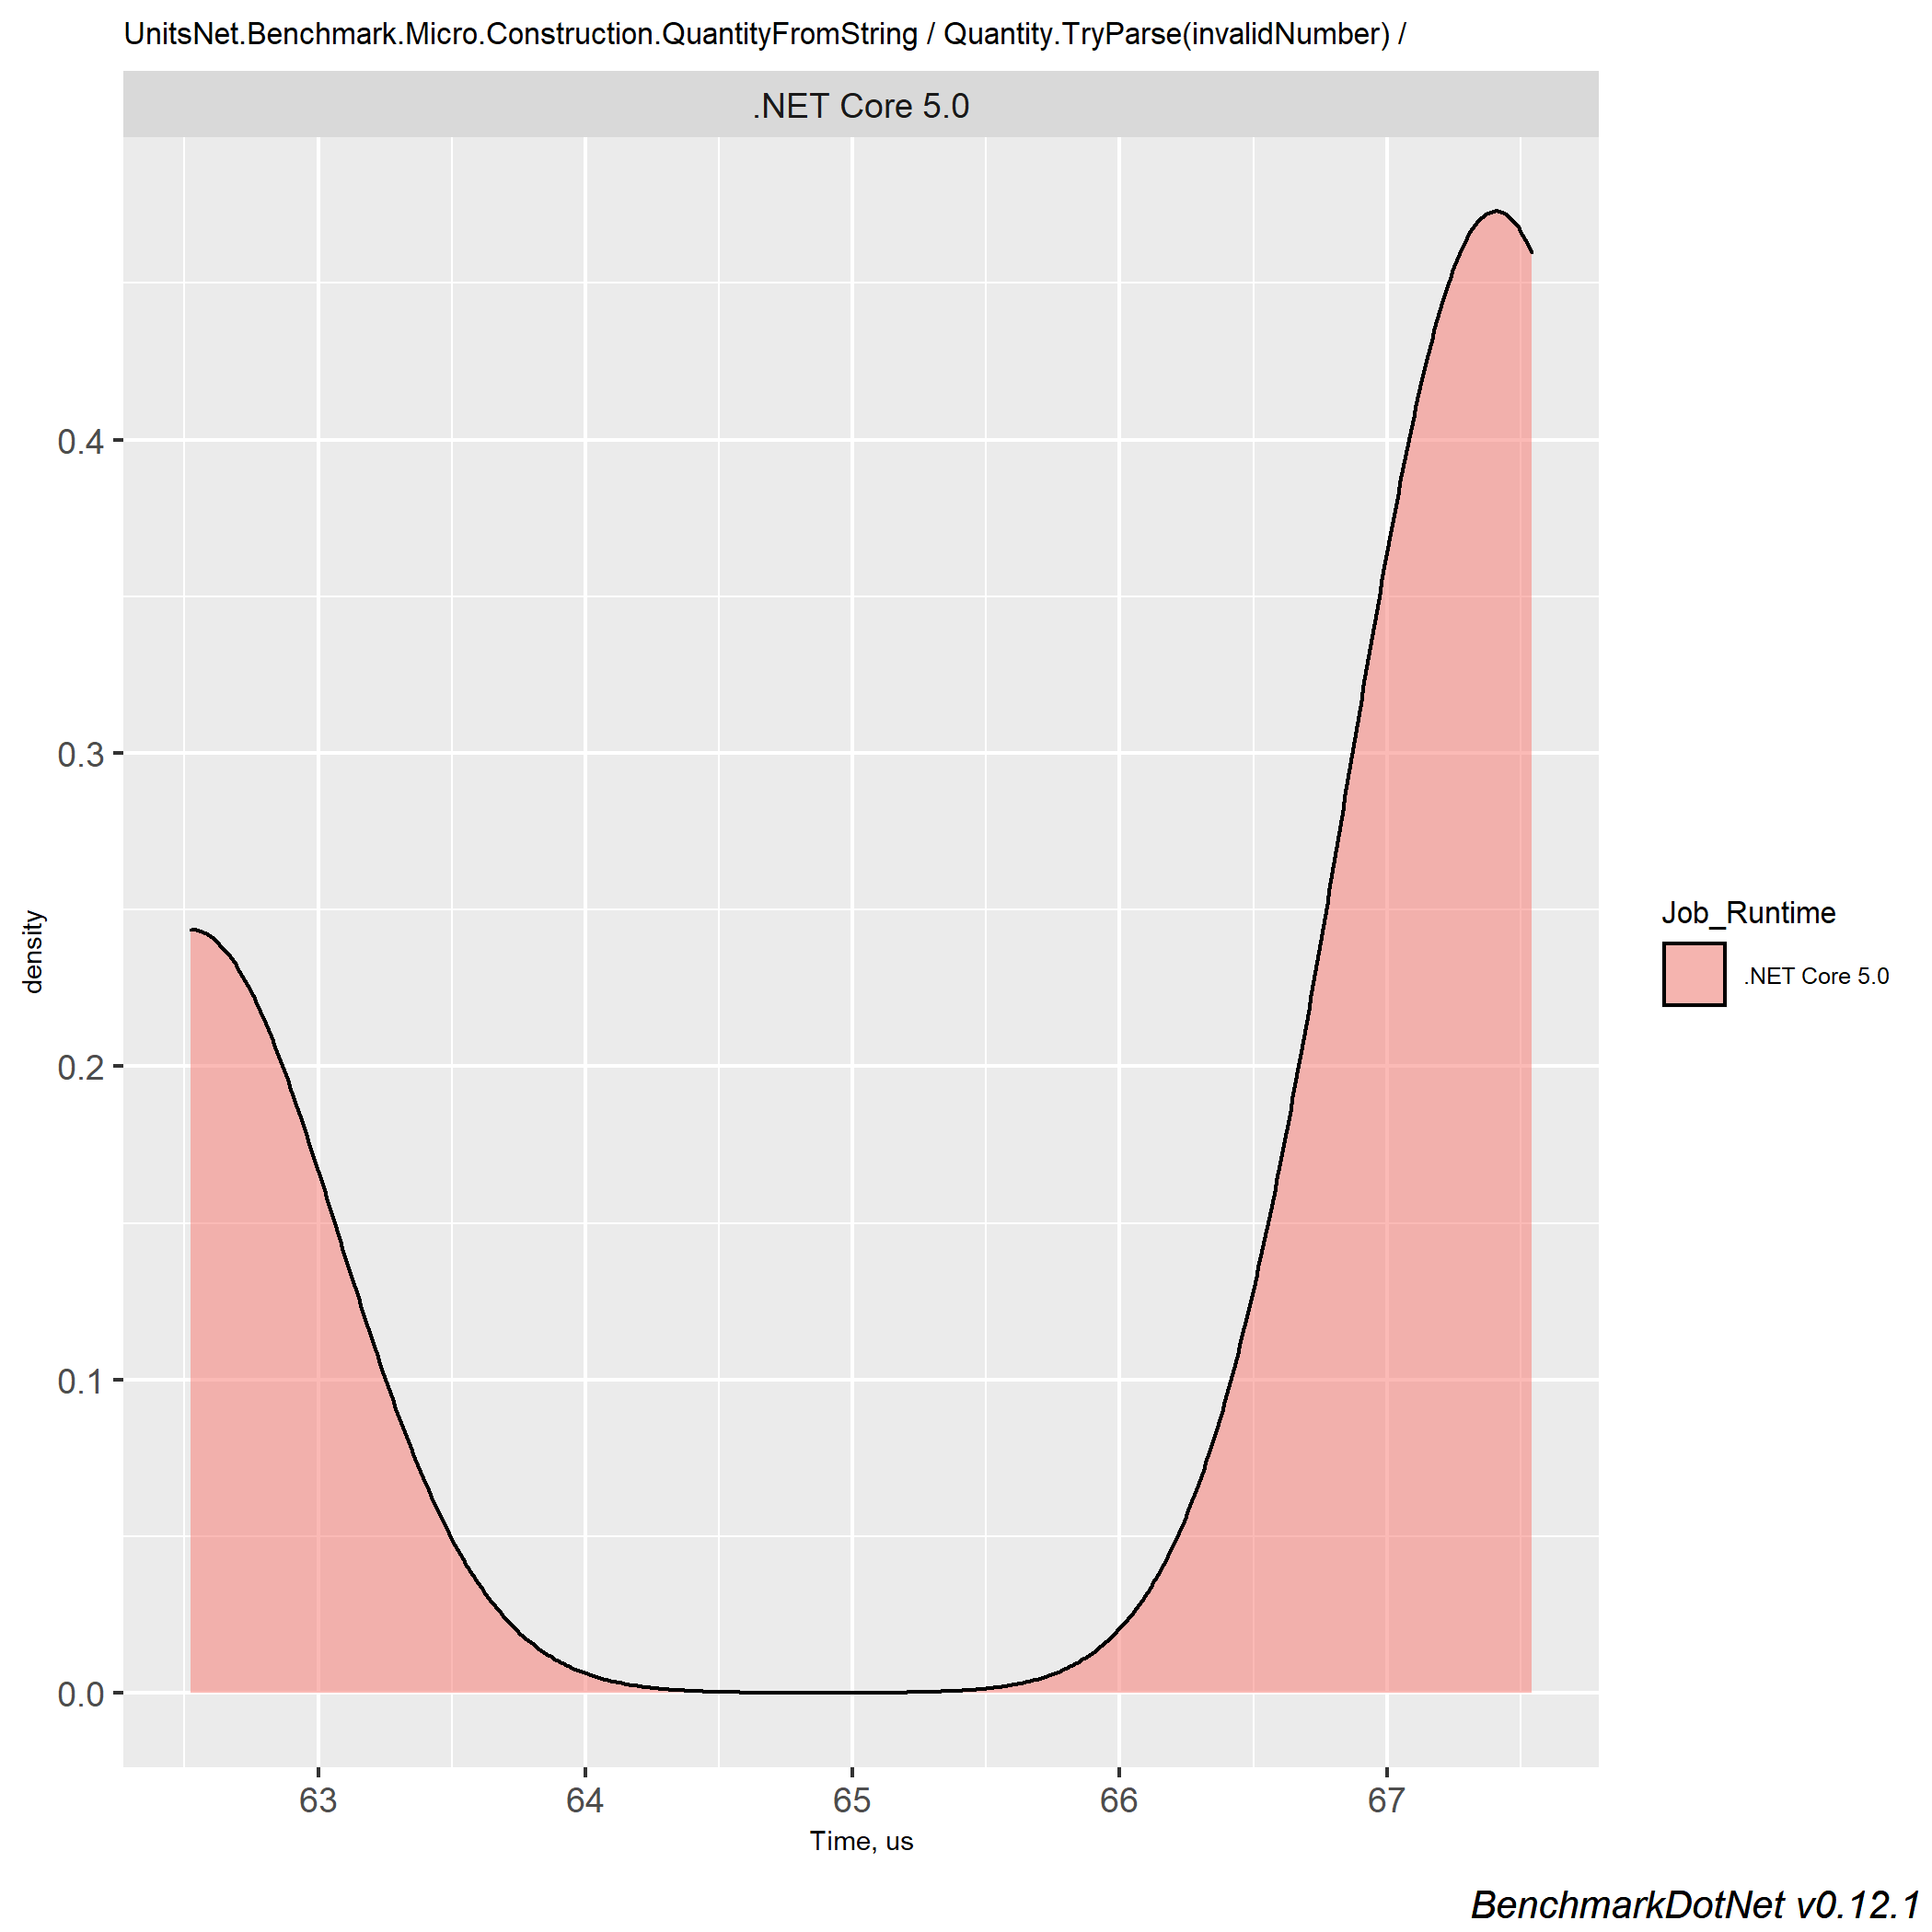 UnitsNet.Benchmark.Micro.Construction.QuantityFromString / Quantity.TryParse(invalidNumber) /
.NET Core 5.0
0.4
0.3
0.2
0.1
0.0
density
63 64 65 66 67
Time, us
Job_Runtime
.NET Core 5.0
BenchmarkDotNet v0.12.1